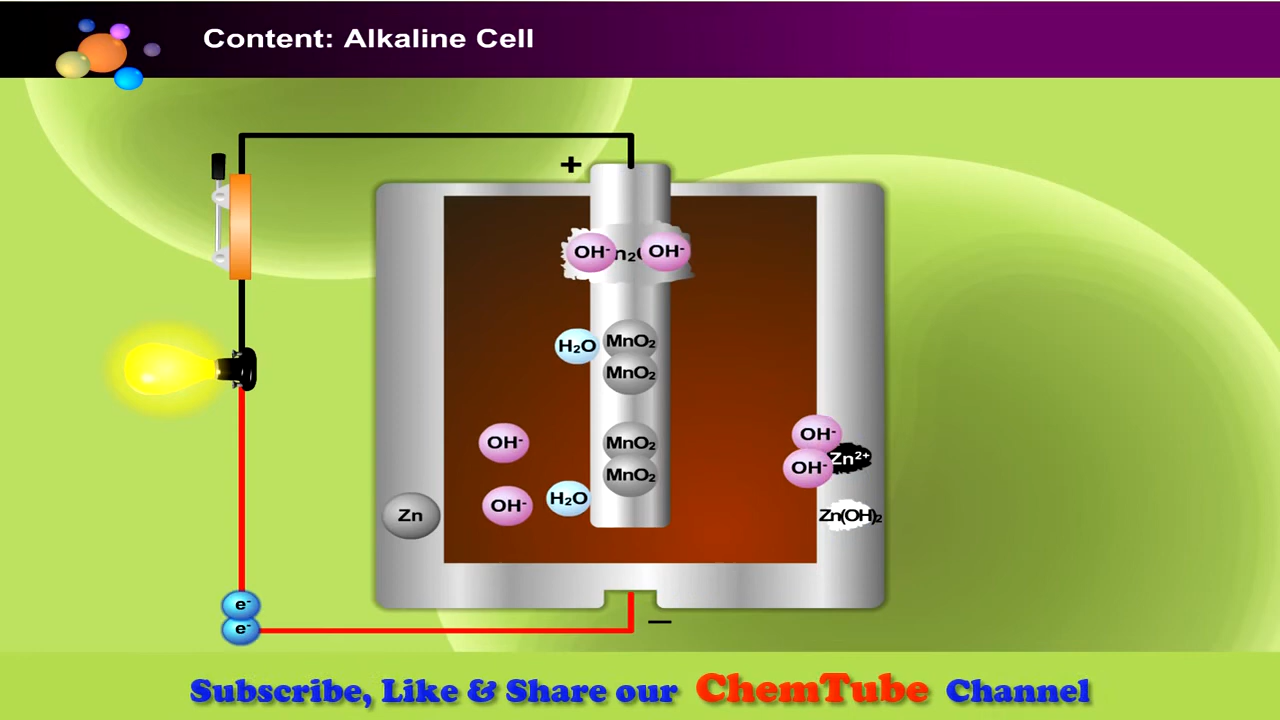 Content: Alkaline Cell
+
OH⁻ OH⁻
H₂O MnO₂
MnO₂
OH⁻
OH⁻ MnO₂
Zn²⁺
OH⁻
MnO₂
H₂O
OH⁻
Zn
Zn(OH)₂
e⁻
e⁻
–
Subscribe, Like & Share our ChemTube Channel